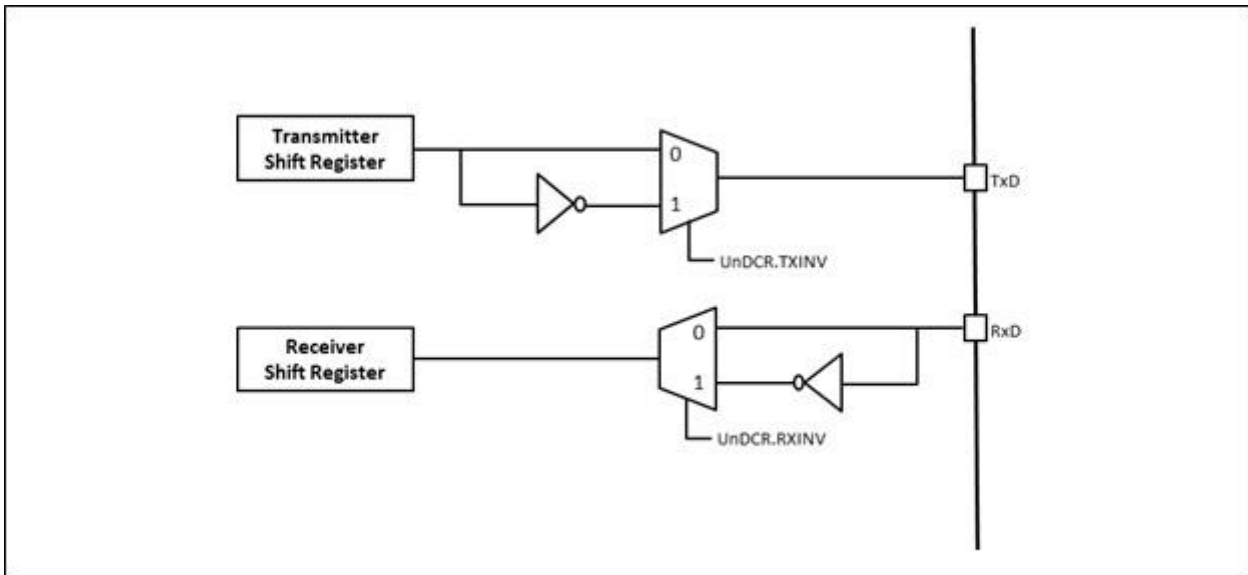 Transmitter
Shift Register
0
1
TxD
UnDCR.TXINV
Receiver
Shift Register
0
1
RxD
UnDCR.RXINV